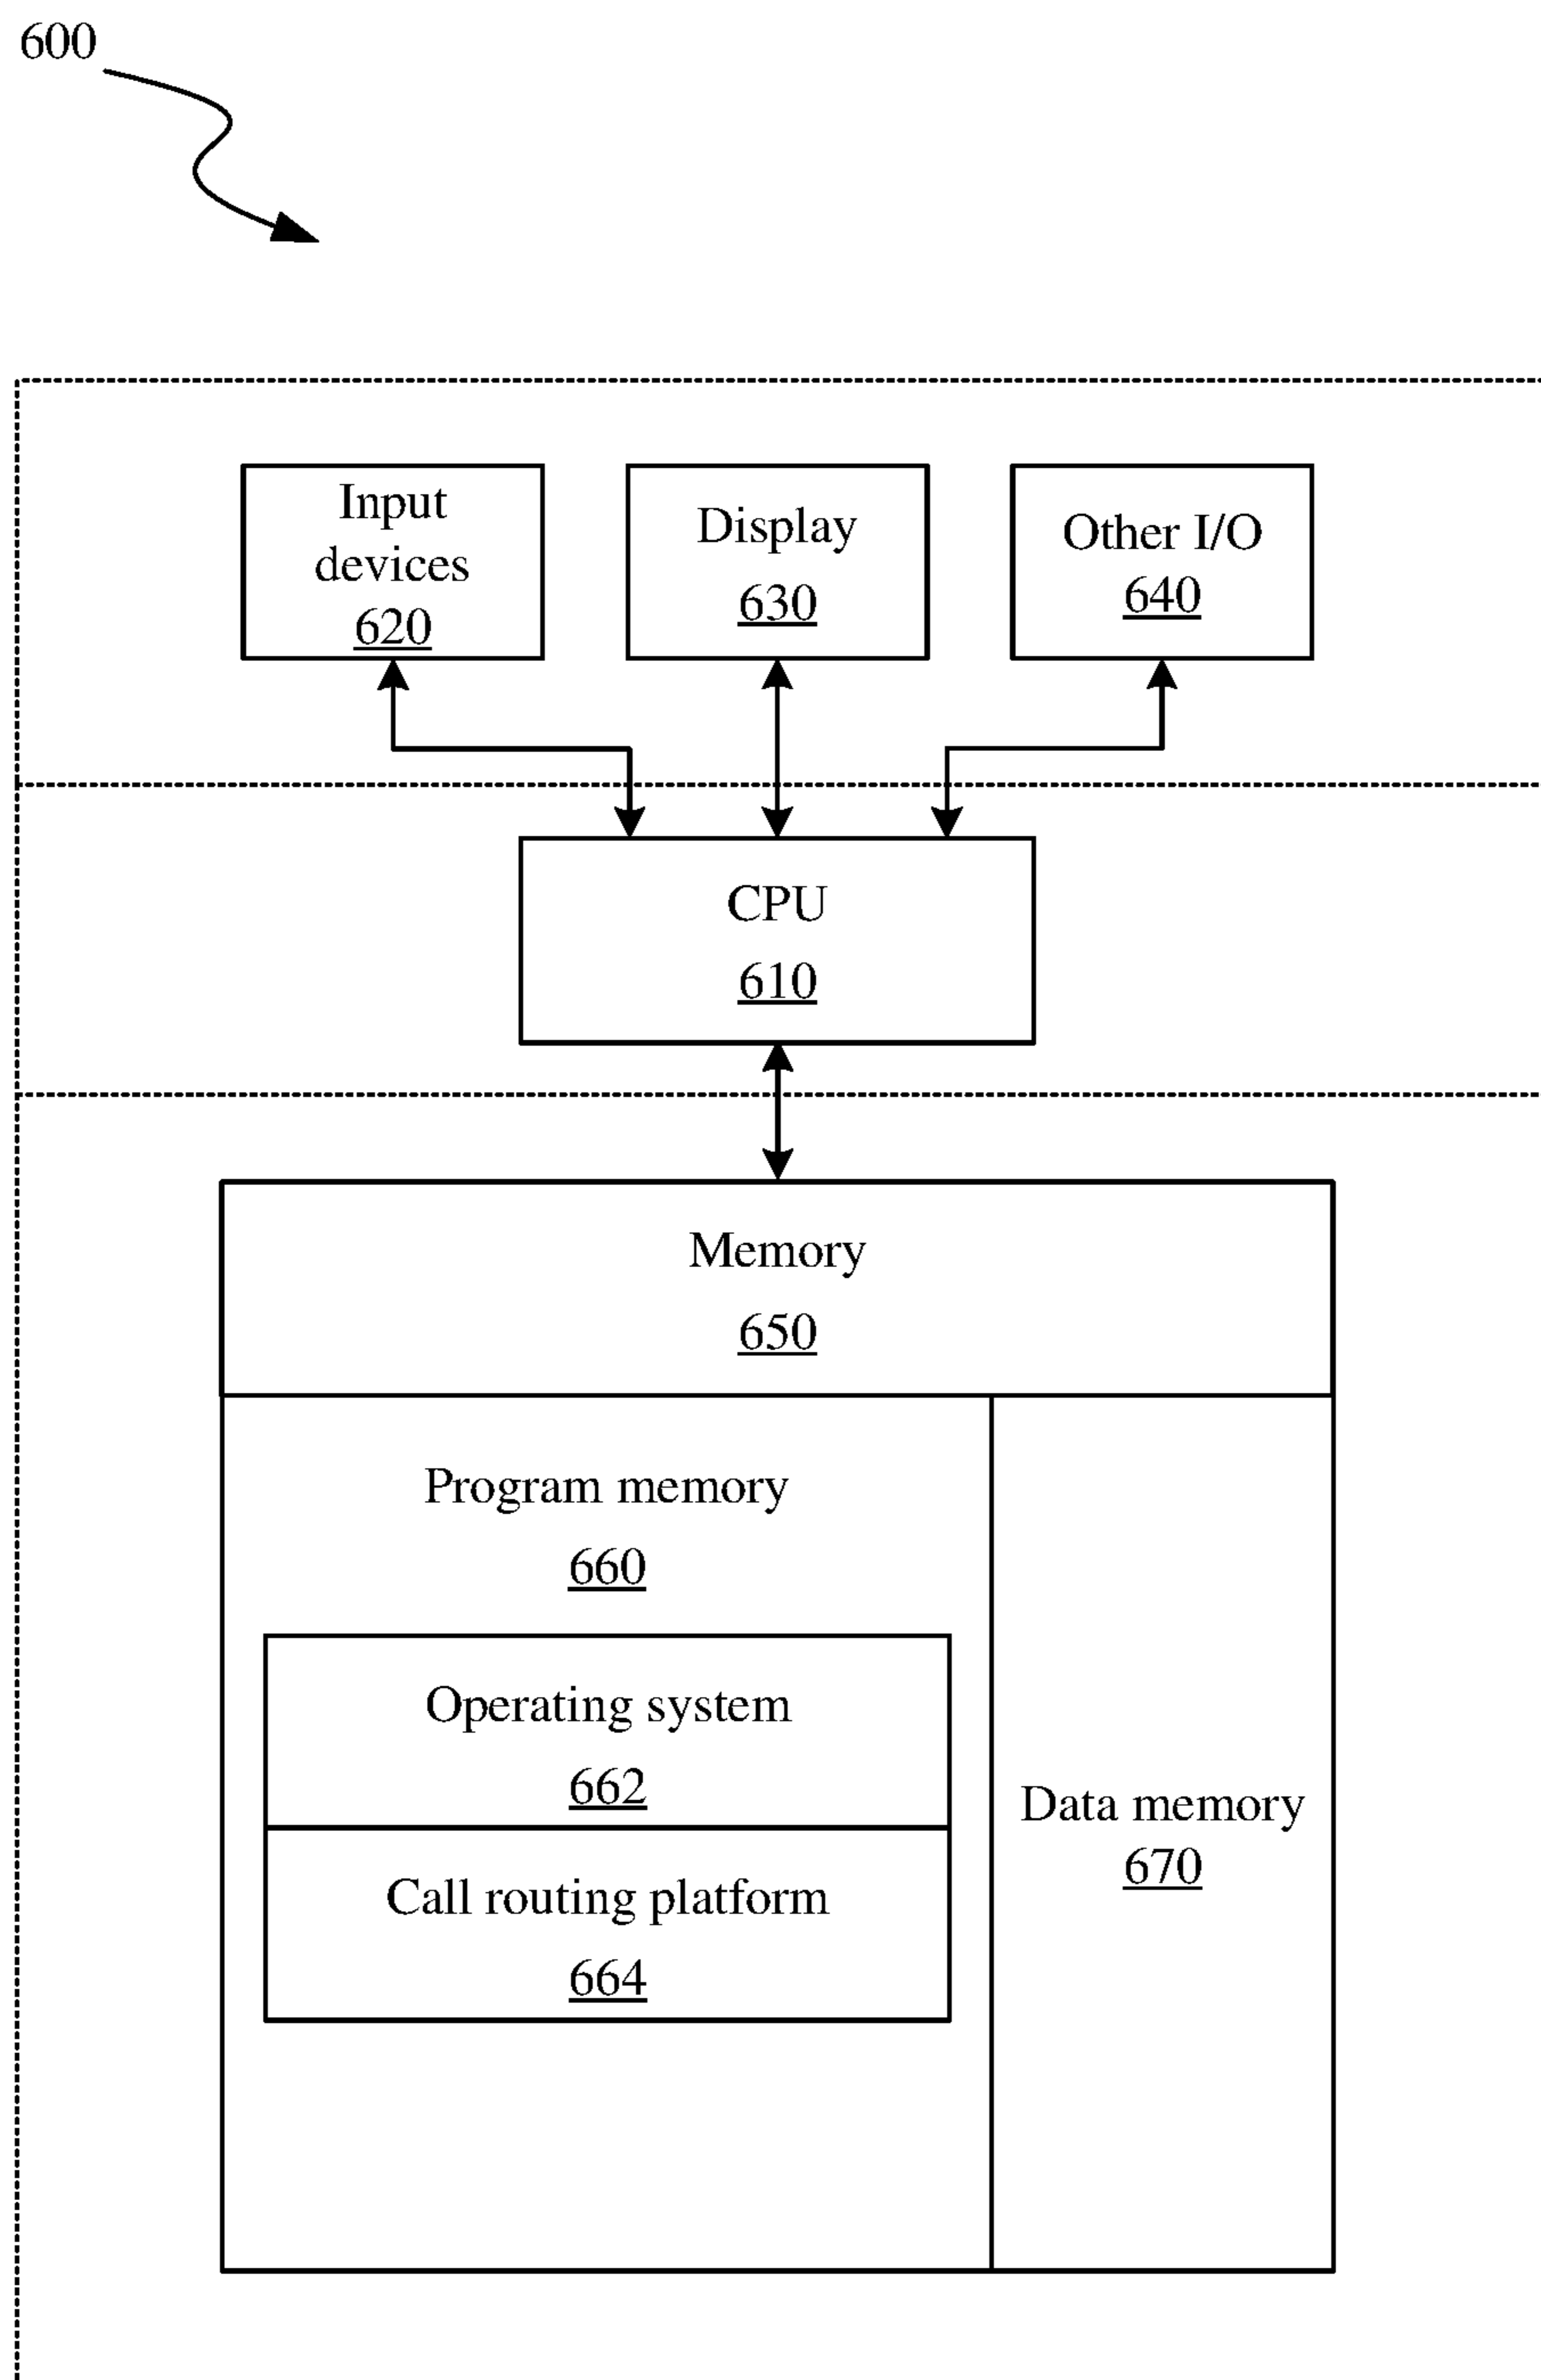 600
Input
devices
620
Display
630
Other I/O
640
CPU
610
Memory
650
Program memory
660
Operating system
662
Call routing platform
664
Data memory
670